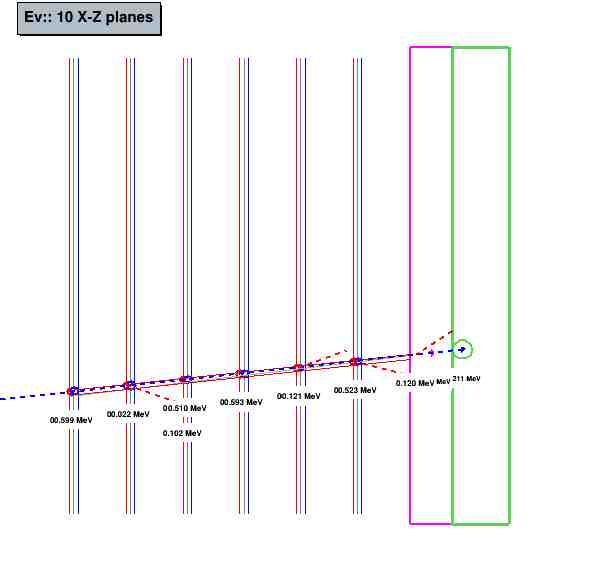 Ev:: 10 X-Z planes
00.599 MeV
00.022 MeV
00.510 MeV
0.102 MeV
00.593 MeV
00.121 MeV
00.523 MeV
0.120 MeV
MeV
211 MeV